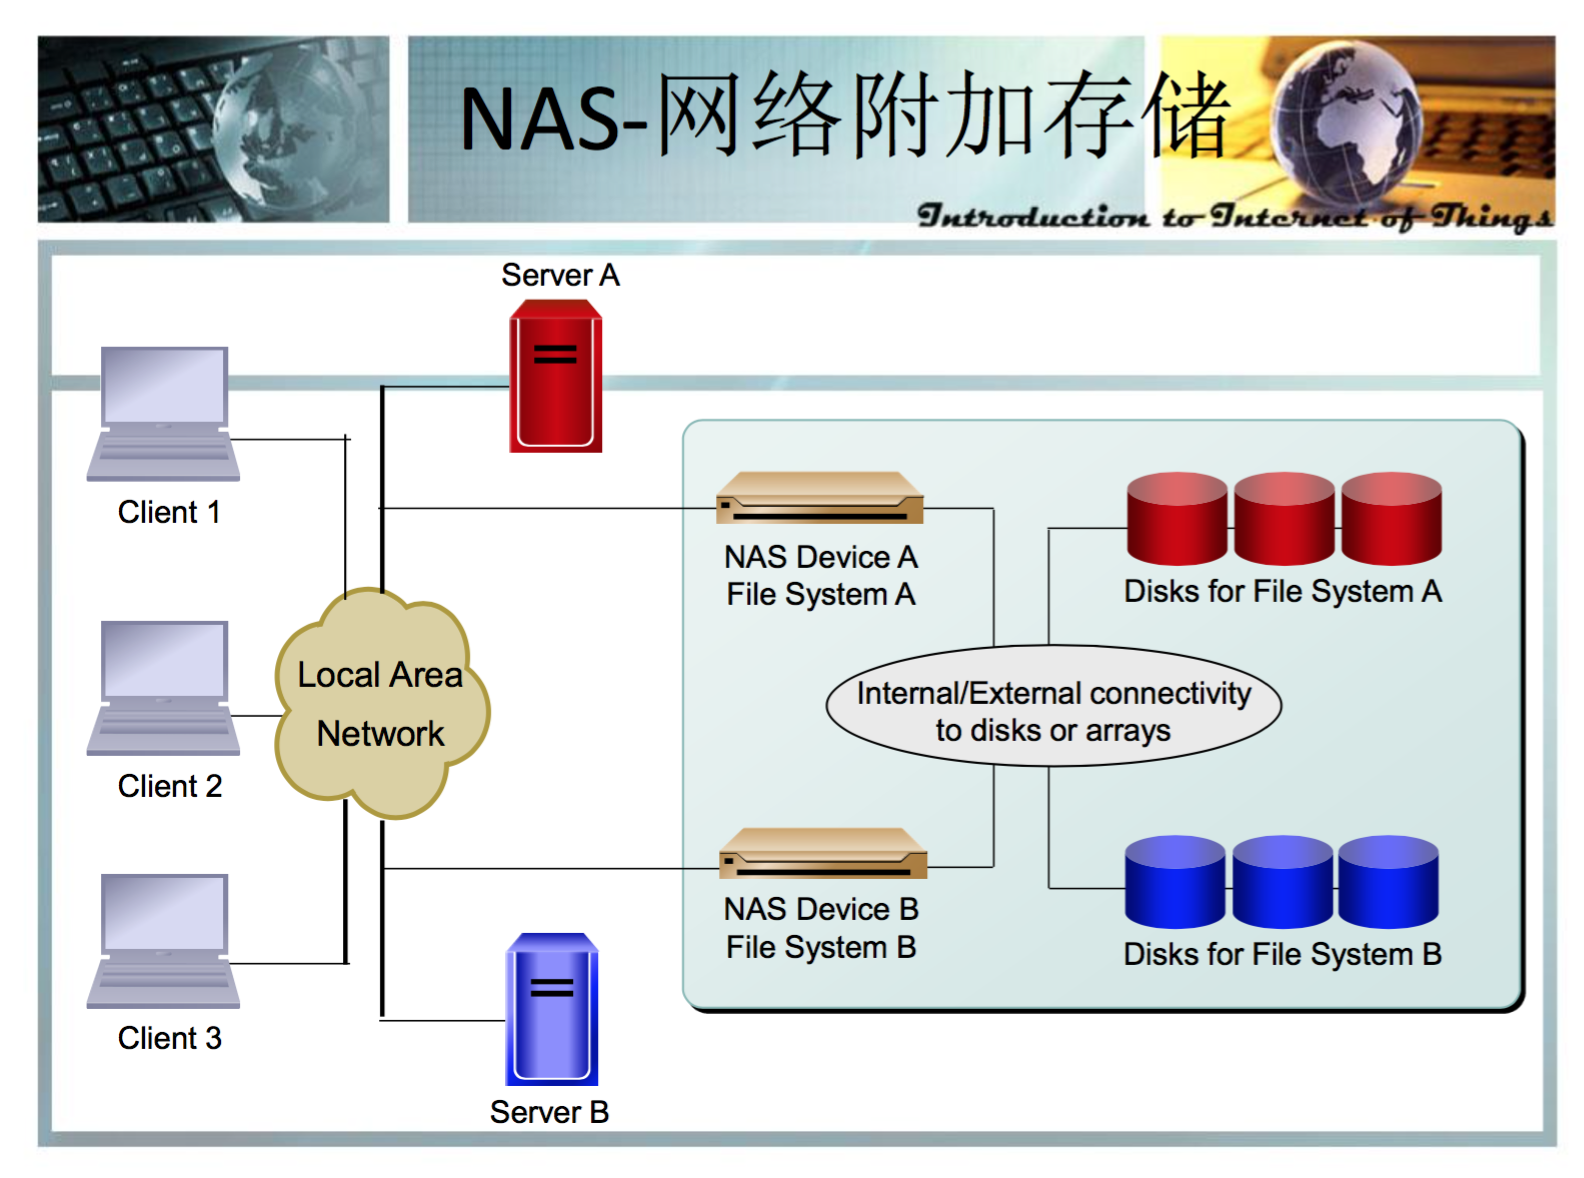 NAS-网络附加存储
Introduction to Internet of Things
Server A
Client 1
NAS Device A
File System A
Disks for File System A
Local Area
Network
Internal/External connectivity
to disks or arrays
Client 2
NAS Device B
File System B
Disks for File System B
Client 3
Server B